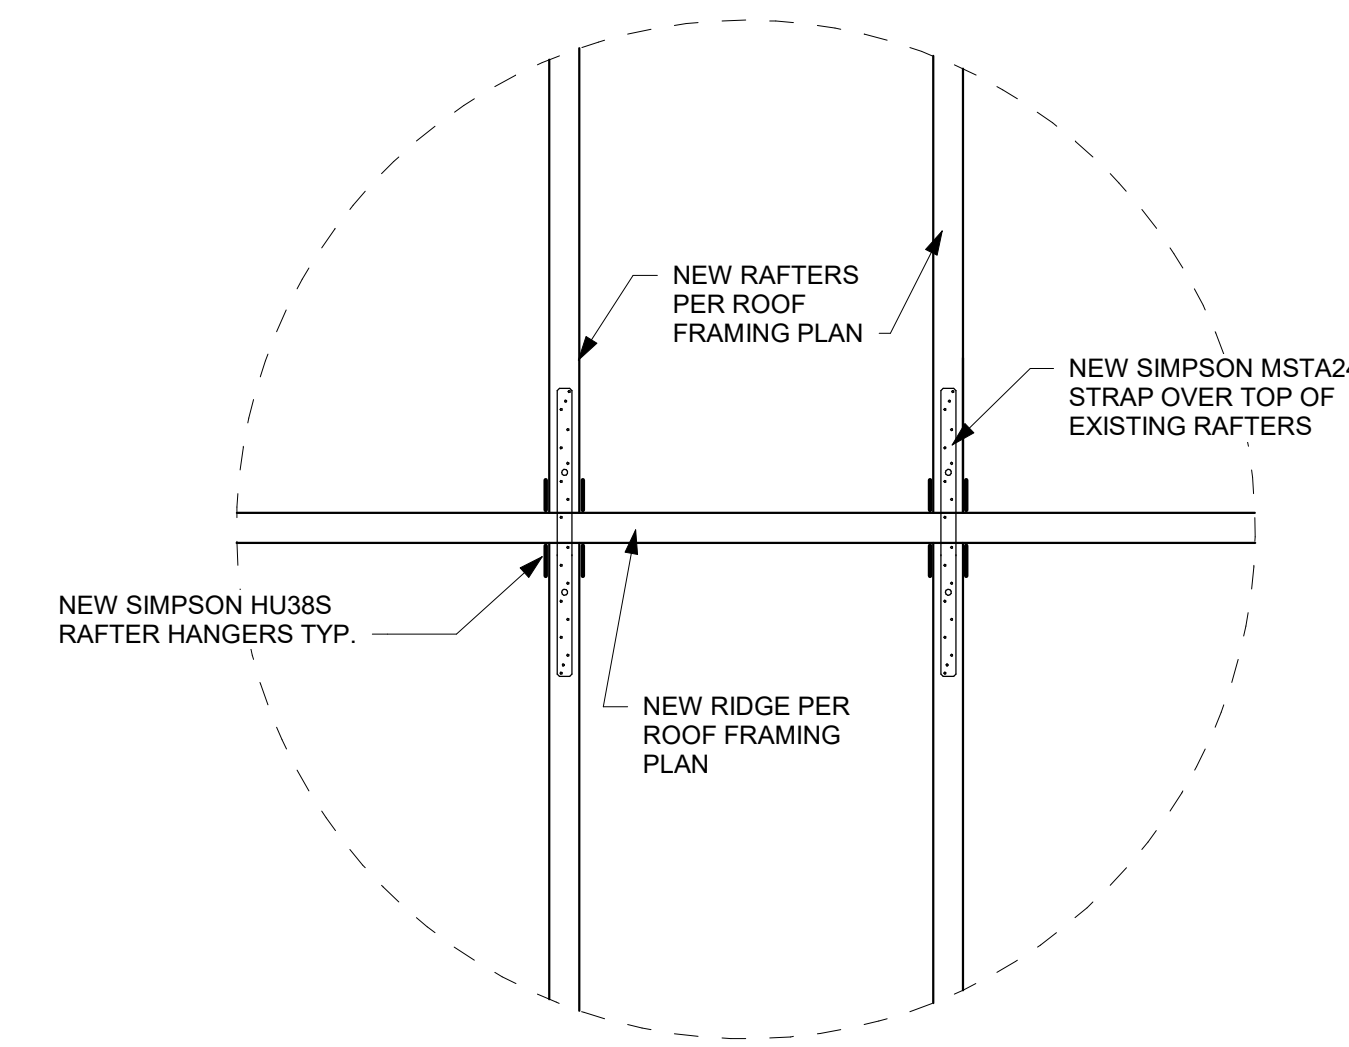 NEW RAFTERS
PER ROOF
FRAMING PLAN
NEW SIMPSON MSTA24
STRAP OVER TOP OF
EXISTING RAFTERS
NEW SIMPSON HU38S
RAFTER HANGERS TYP.
NEW RIDGE PER
ROOF FRAMING
PLAN